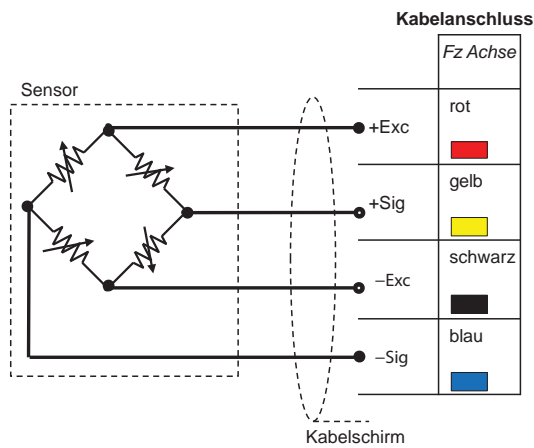 Kabelanschluss
Fz Achse
Sensor
rot
+Exc
gelb
+Sig
schwarz
−Exc
blau
−Sig
Kabelschirm